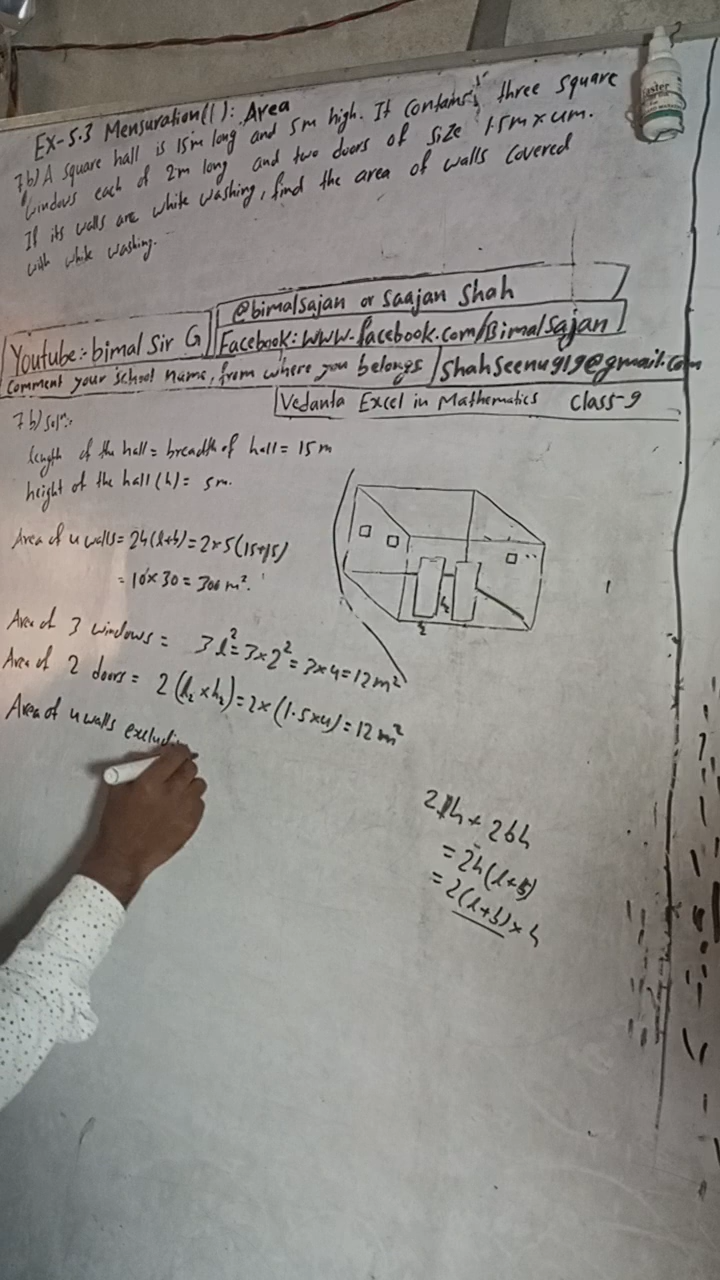 Ex-5.3 Mensuration(I): Area
7.b) A square hall is 15m long and 5m high. It contains three square
windows each of 2m long and two doors of size 1.5m×4m.
If its walls are white washing, find the area of walls covered
with white washing.
@bimalsajan or Saajan Shah
Youtube:- bimal Sir G
Facebook: www.facebook.com/Bimalsajan
Comment your school name, from where you belongs
shahseenu919@gmail.com
Vedanta Excel in Mathematics Class-9
7.b) Solⁿ:
length of the hall = breadth of hall = 15 m
height of the hall (h) = 5m.
Area of 4 walls = 2h(l+b) = 2×5(15+15)
= 10×30 = 300 m².
Area of 3 windows = 3l² = 3×2² = 3×4 = 12m²
Area of 2 doors = 2(l₂×h₂) = 2×(1.5×4) = 12m²
Area of 4 walls excludi
2lh + 2bh
= 2h(l+b)
= 2(l+b)×h